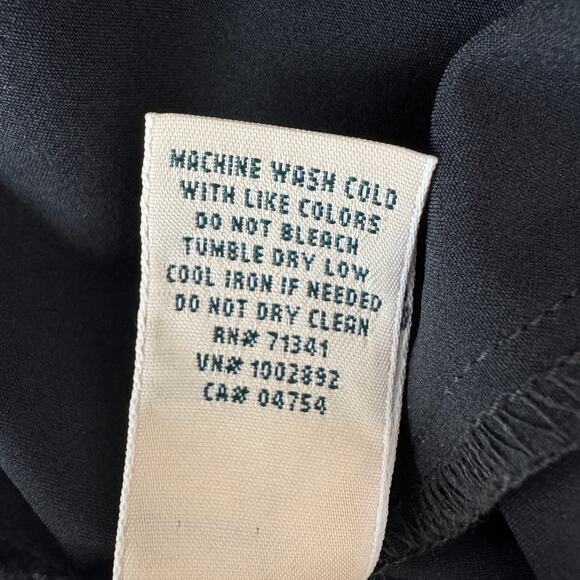 MACHINE WASH COLD
WITH LIKE COLORS
DO NOT BLEACH
TUMBLE DRY LOW
COOL IRON IF NEEDED
DO NOT DRY CLEAN
RN# 71341
VN# 1002892
CA# 04754